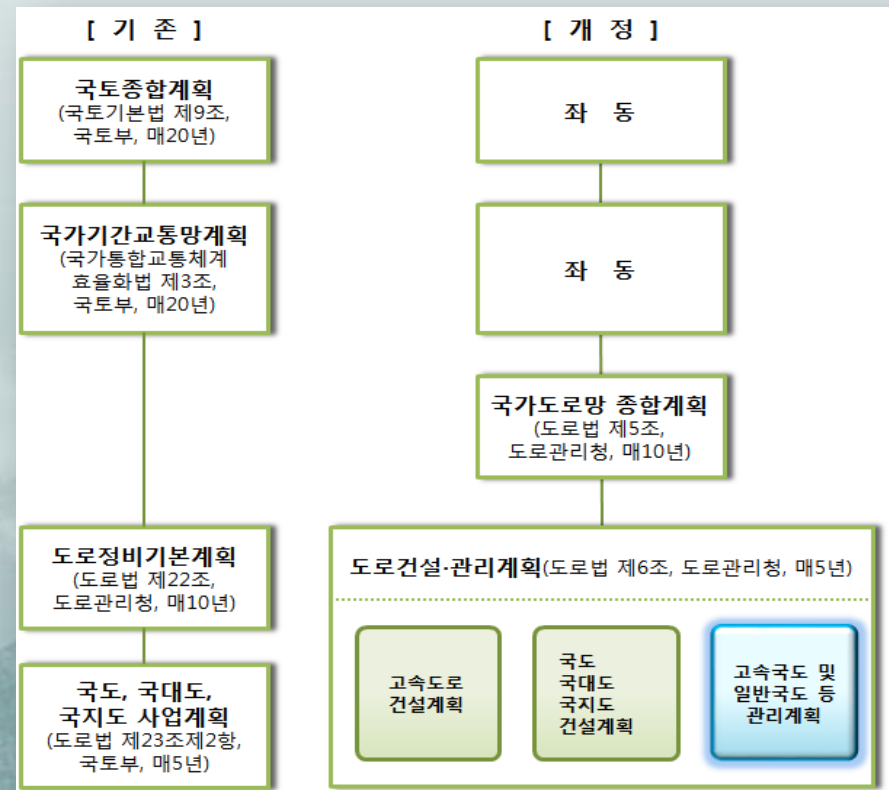 [ 기 존 ]
국토종합계획
(국토기본법 제9조,
국토부, 매20년)
국가기간교통망계획
(국가통합교통체계
효율화법 제3조,
국토부, 매20년)
도로정비기본계획
(도로법 제22조,
도로관리청, 매10년)
국도, 국대도,
국지도 사업계획
(도로법 제23조제2항,
국토부, 매5년)
[ 개 정 ]
좌 동
좌 동
국가도로망 종합계획
(도로법 제5조,
도로관리청, 매10년)
도로건설·관리계획(도로법 제6조, 도로관리청, 매5년)
고속도로
건설계획
국도
국대도
국지도
건설계획
고속국도 및
일반국도 등
관리계획